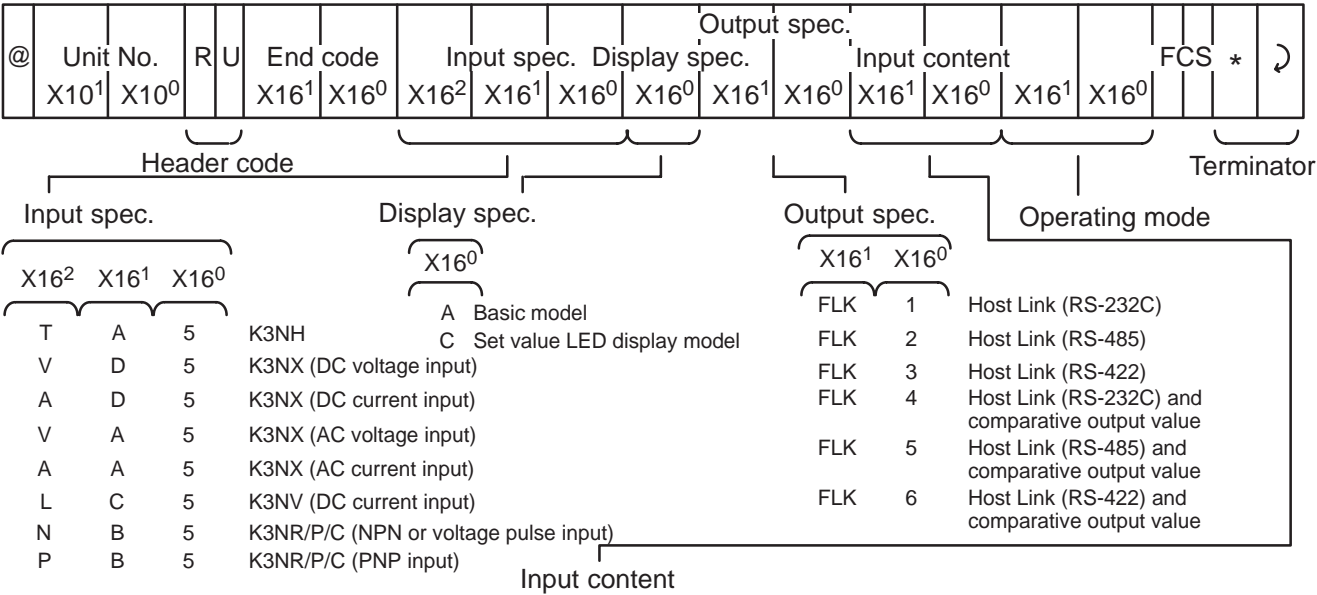 Output spec.
@ Unit No. R U End code Input spec. Display spec. Input content FCS *
X10¹ X10⁰ X16¹ X16⁰ X16² X16¹ X16⁰ X16⁰ X16¹ X16⁰ X16¹ X16⁰ X16¹ X16⁰
Header code Terminator
Input spec. Display spec. Output spec. Operating mode
X16² X16¹ X16⁰
T A 5 K3NH
V D 5 K3NX (DC voltage input)
A D 5 K3NX (DC current input)
V A 5 K3NX (AC voltage input)
A A 5 K3NX (AC current input)
L C 5 K3NV (DC current input)
N B 5 K3NR/P/C (NPN or voltage pulse input)
P B 5 K3NR/P/C (PNP input)
X16⁰
A Basic model
C Set value LED display model
X16¹ X16⁰
FLK 1 Host Link (RS-232C)
FLK 2 Host Link (RS-485)
FLK 3 Host Link (RS-422)
FLK 4 Host Link (RS-232C) and
comparative output value
FLK 5 Host Link (RS-485) and
comparative output value
FLK 6 Host Link (RS-422) and
comparative output value
Input content